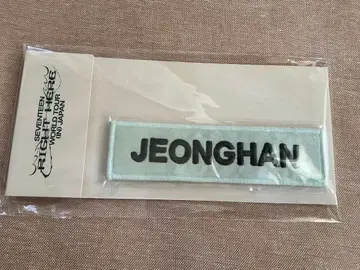 SEVENTEEN
RIGHT HERE
WORLD TOUR
[IN] JAPAN
JEONGHAN